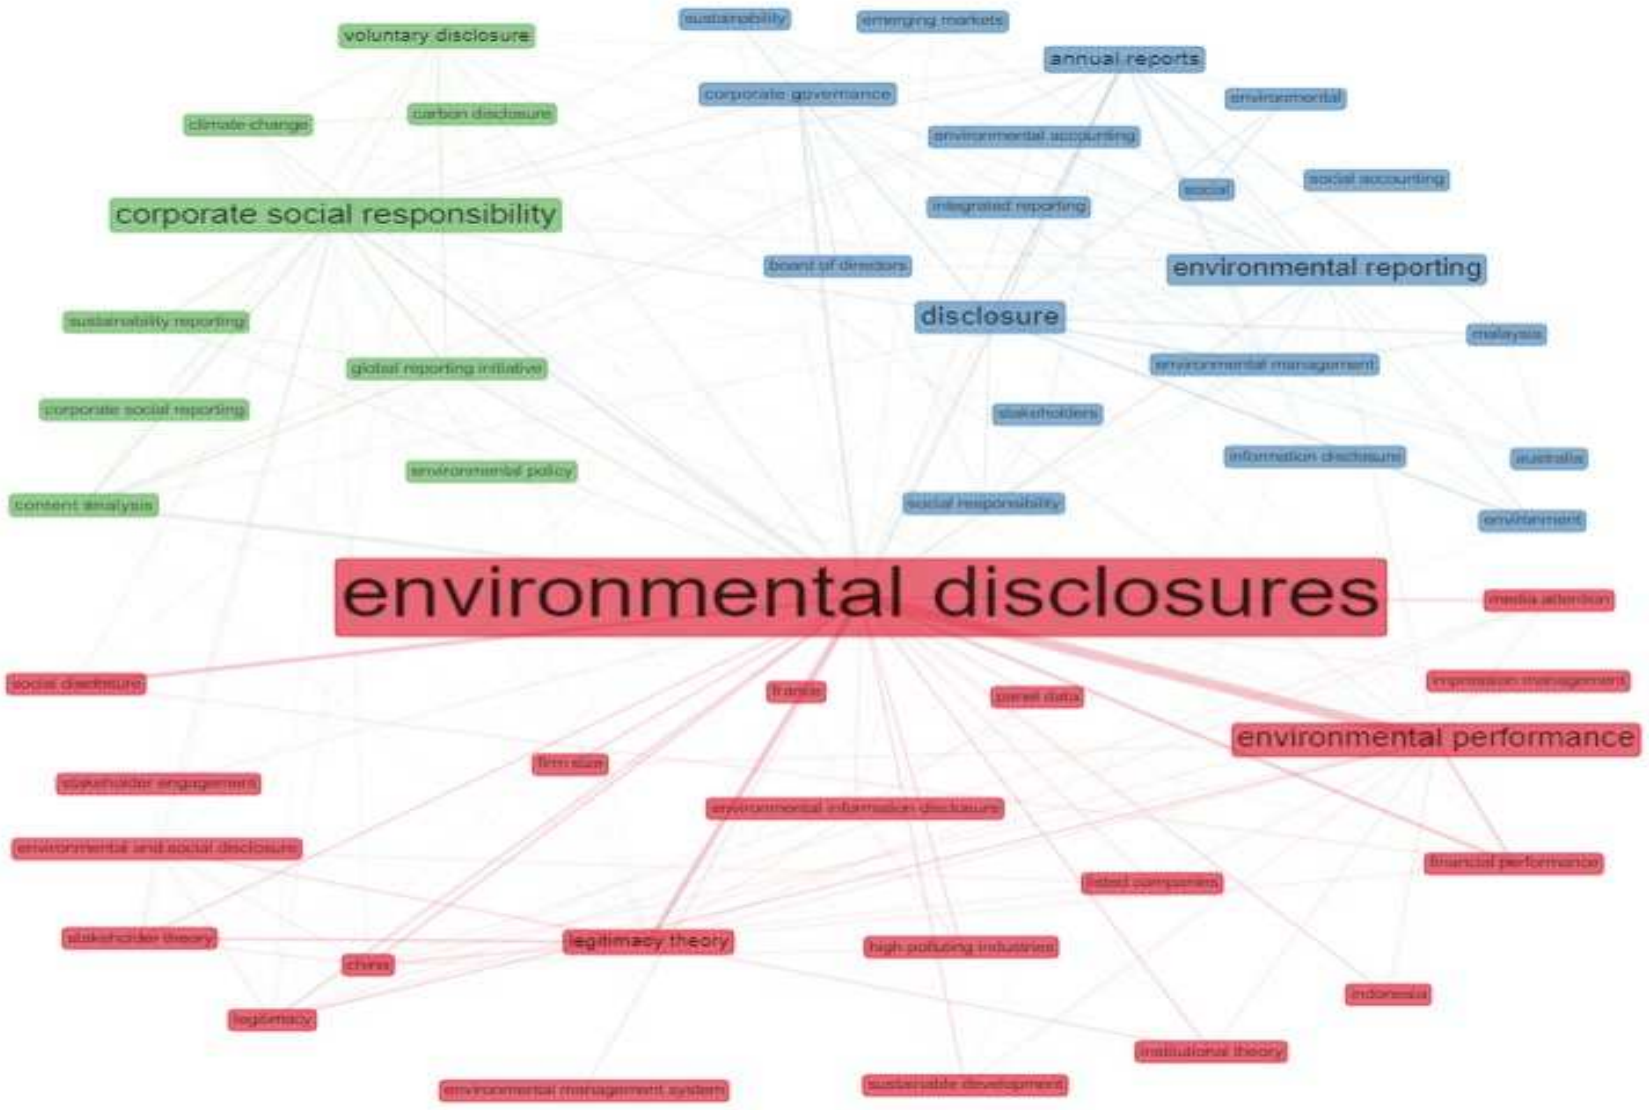 sustainability
emerging markets
voluntary disclosure
annual reports
corporate governance
environmental
carbon disclosure
climate change
environmental accounting
social accounting
social
integrated reporting
corporate social responsibility
board of directors
environmental reporting
disclosure
sustainability reporting
malaysia
global reporting initiative
environmental management
corporate social reporting
stakeholders
information disclosure
australia
environmental policy
content analysis
social responsibility
environment
environmental disclosures
media attention
social disclosure
france
panel data
impression management
environmental performance
firm size
stakeholder engagement
environmental information disclosure
environmental and social disclosure
financial performance
listed companies
stakeholder theory
legitimacy theory
high polluting industries
china
indonesia
legitimacy
institutional theory
sustainable development
environmental management system